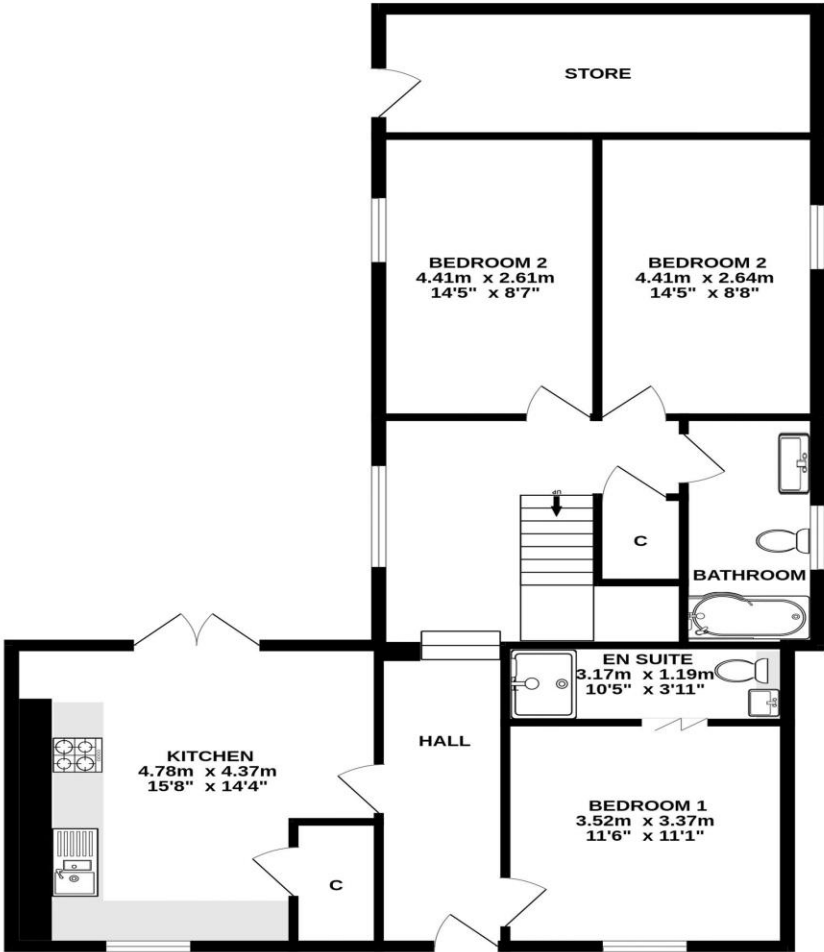 STORE
BEDROOM 2
4.41m x 2.61m
14'5" x 8'7"
BEDROOM 2
4.41m x 2.64m
14'5" x 8'8"
UP
C
BATHROOM
EN SUITE
3.17m x 1.19m
10'5" x 3'11"
HALL
KITCHEN
4.78m x 4.37m
15'8" x 14'4"
BEDROOM 1
3.52m x 3.37m
11'6" x 11'1"
C